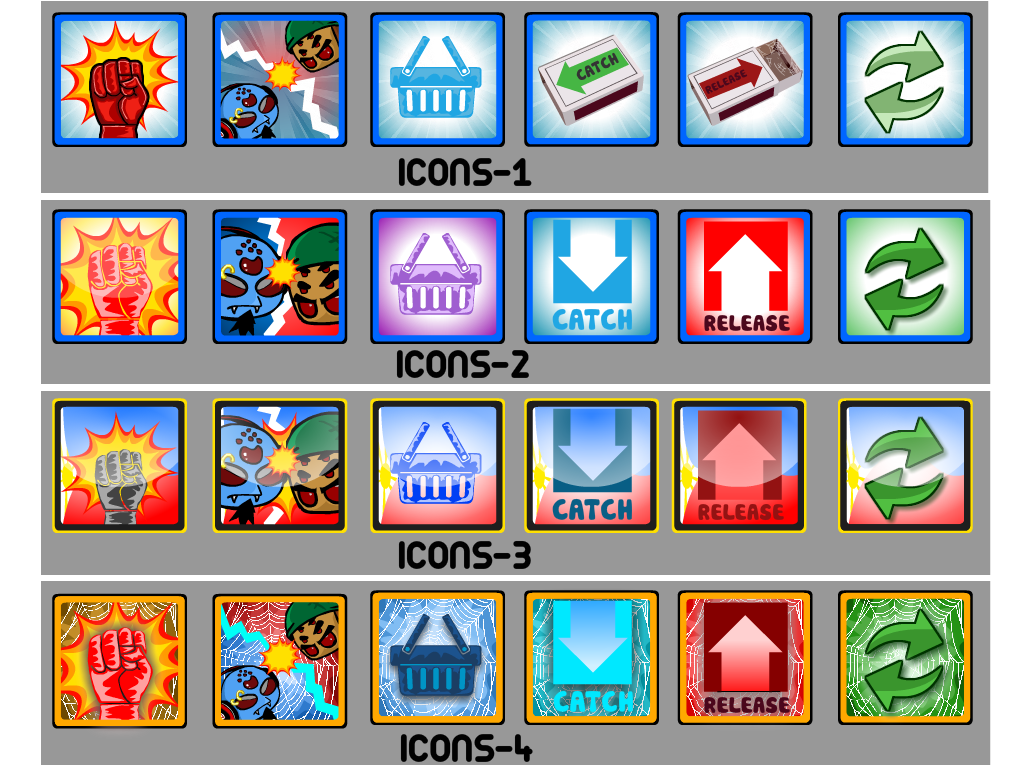 CATCH
RELEASE
ICONS-1
CATCH
RELEASE
ICONS-2
CATCH
RELEASE
ICONS-3
CATCH
RELEASE
ICONS-4